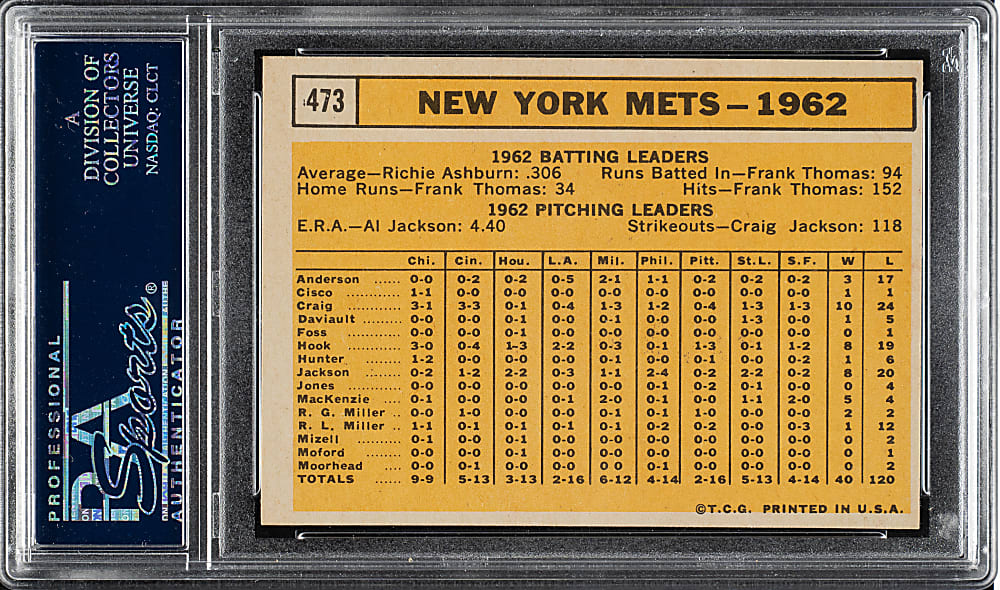 A
DIVISION OF
COLLECTORS
UNIVERSE
NASDAQ: CLCT
PROFESSIONAL
Sports®
AUTHENTICATOR
473 NEW YORK METS – 1962
1962 BATTING LEADERS
Average—Richie Ashburn: .306 Runs Batted In—Frank Thomas: 94
Home Runs—Frank Thomas: 34 Hits—Frank Thomas: 152
1962 PITCHING LEADERS
E.R.A.—Al Jackson: 4.40 Strikeouts—Craig Jackson: 118
Chi. Cin. Hou. L.A. Mil. Phil. Pitt. St.L. S.F. W L
Anderson ...... 0-0 0-2 0-2 0-5 2-1 1-1 0-2 0-2 0-2 3 17
Cisco ........ 1-1 0-0 0-0 0-0 0-0 0-0 0-0 0-0 0-0 1 1
Craig ........ 3-1 3-3 0-1 0-4 1-3 1-2 0-4 1-3 1-3 10 24
Daviault ........ 0-0 0-0 0-1 0-0 0-1 0-0 0-0 1-3 0-0 1 5
Foss ........ 0-0 0-0 0-1 0-0 0-0 0-0 0-0 0-0 0-0 0 1
Hook ........ 3-0 0-4 1-3 2-2 0-3 0-1 1-3 0-1 1-2 8 19
Hunter ........ 1-2 0-0 0-0 0-0 0-1 0-0 0-1 0-0 0-2 1 6
Jackson ........ 0-2 1-2 2-2 0-3 1-1 2-4 0-2 2-2 0-2 8 20
Jones ........ 0-0 0-0 0-0 0-0 0-0 0-1 0-2 0-1 0-0 0 4
MacKenzie .... 0-1 0-0 0-0 0-1 2-0 0-1 0-0 1-1 2-0 5 4
R. G. Miller .. 0-0 1-0 0-0 0-0 0-1 0-1 1-0 0-0 0-0 2 2
R. L. Miller .. 1-1 0-1 0-1 0-1 0-1 0-2 0-2 0-0 0-3 1 12
Mizell ........ 0-1 0-0 0-1 0-0 0-0 0-0 0-0 0-0 0-0 0 2
Moford ........ 0-0 0-0 0-1 0-0 0-0 0-0 0-0 0-0 0-0 0 1
Moorhead .... 0-0 0-1 0-0 0-0 0 0 0-1 0-0 0-0 0-0 0 2
TOTALS ...... 9-9 5-13 3-13 2-16 6-12 4-14 2-16 5-13 4-14 40 120
©T.C.G. PRINTED IN U.S.A.